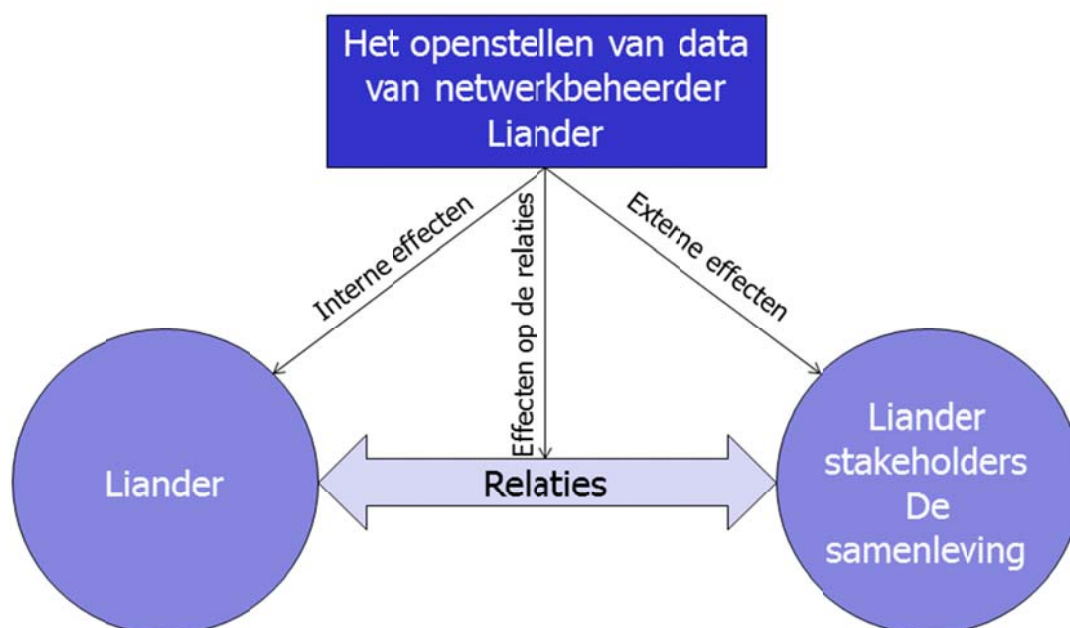 Het openstellen van data
van netwerkbeheerder
Liander
Interne effecten
Effecten op de relaties
Externe effecten
Liander
Relaties
Liander
stakeholders
De
samenleving